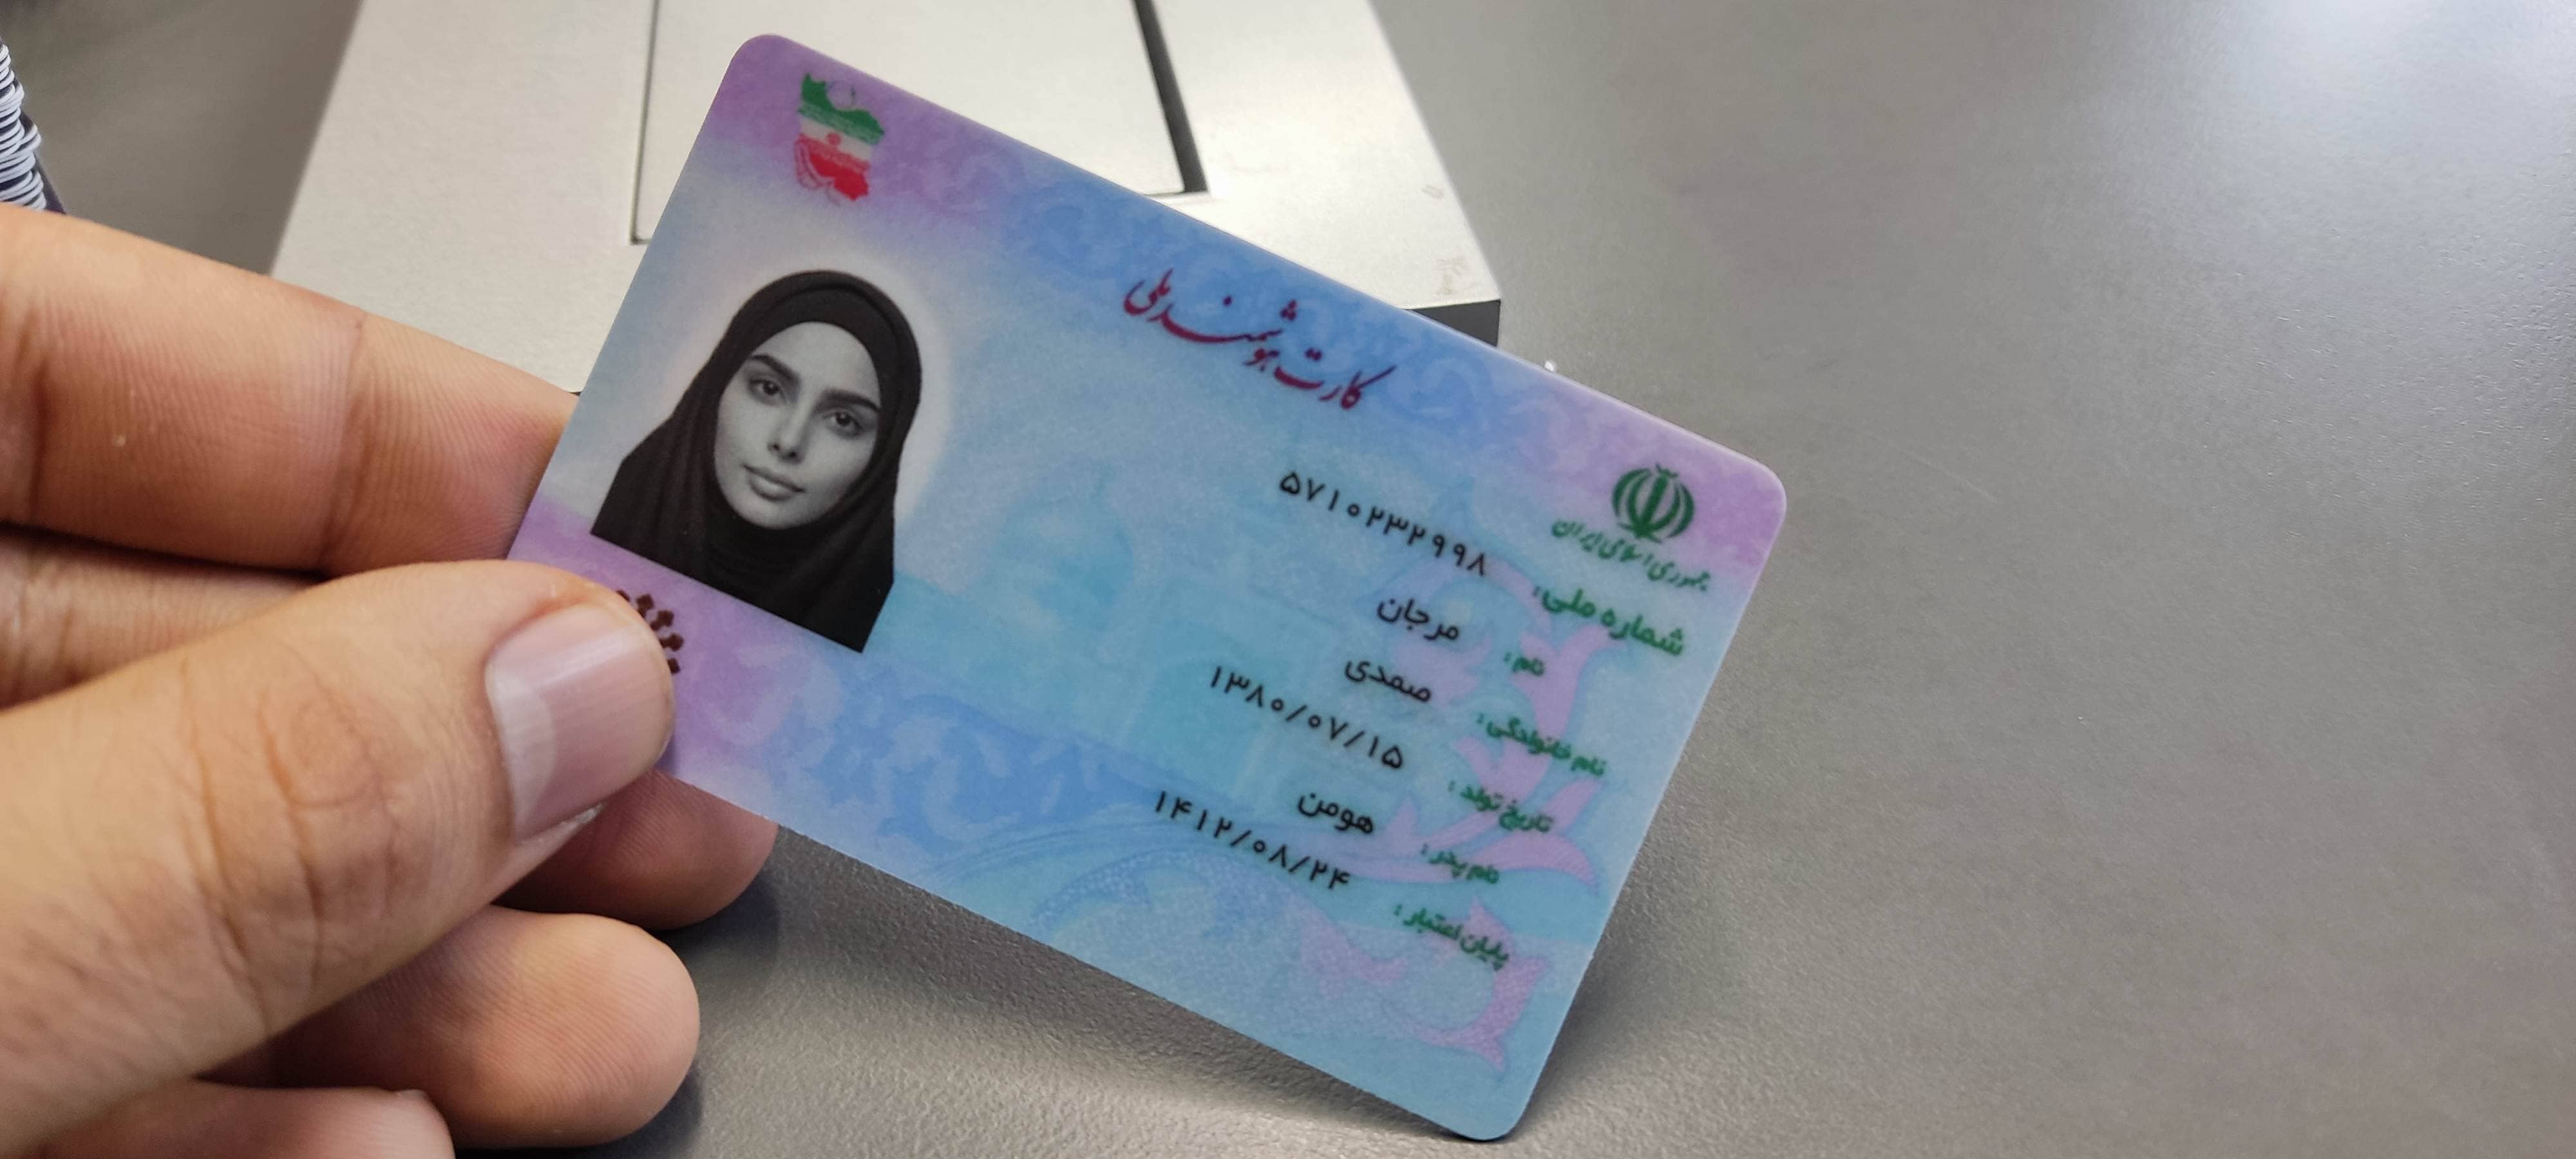 کارت هوشمند ملی
جمهوری اسلامی ایران
شماره ملی: ۵۷۱۰۲۳۲۹۹۸
نام: مرجان
نام خانوادگی: صمدی
تاریخ تولد: ۱۳۸۰/۰۷/۱۵
نام پدر: هومن
پایان اعتبار: ۱۴۱۲/۰۸/۲۴